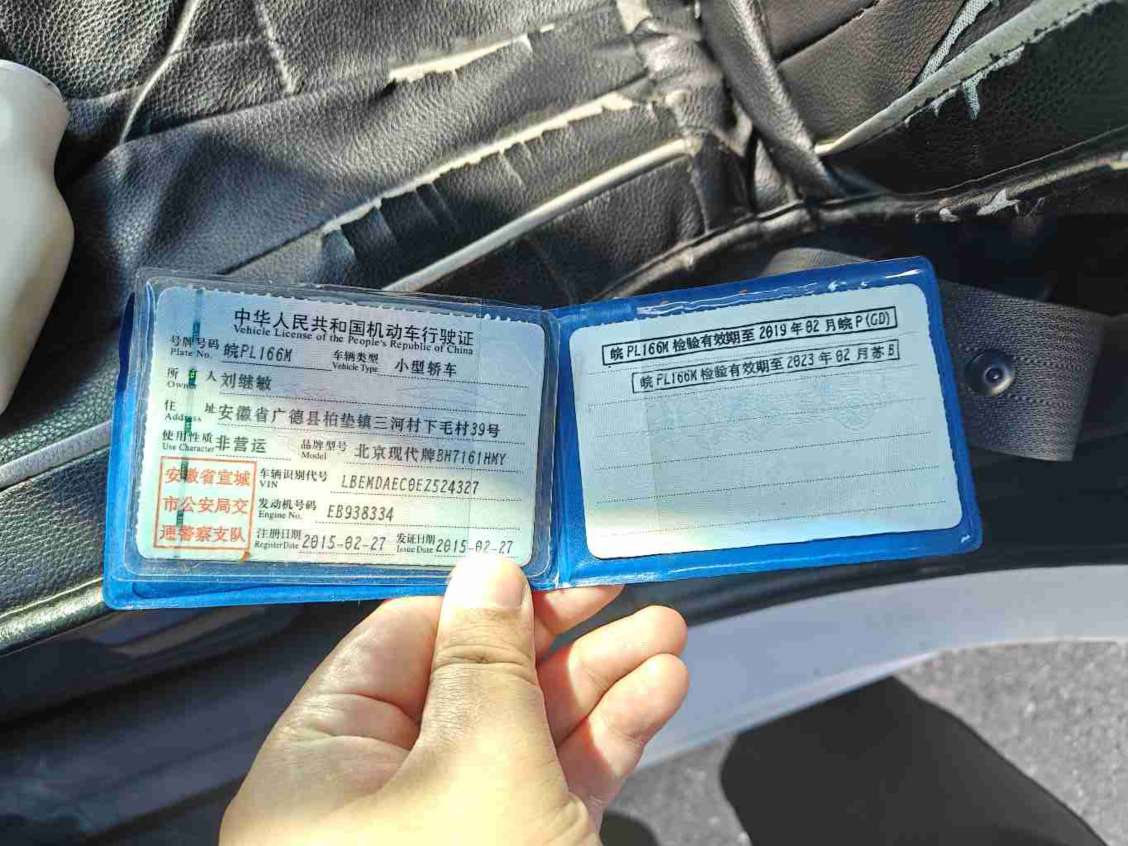 中华人民共和国机动车行驶证
Vehicle License of the People's Republic of China
号牌号码 皖PL166M 车辆类型 小型轿车
Plate No. Vehicle Type
所有人 刘继敏
Owner
住址 安徽省广德县柏垫镇三河村下毛村39号
Address
使用性质 非营运 品牌型号 北京现代牌BH7161HMY
Use Character Model
安徽省宣城
市公安局交
通警察支队
车辆识别代号 LBEMDAEC0EZ524327
VIN
发动机号码 EB938334
Engine No.
注册日期 2015-02-27 发证日期 2015-02-27
Register Date Issue Date
皖PL166M 检验有效期至 2019年02月皖P(GD)
皖PL166M 检验有效期至 2023年02月苏B